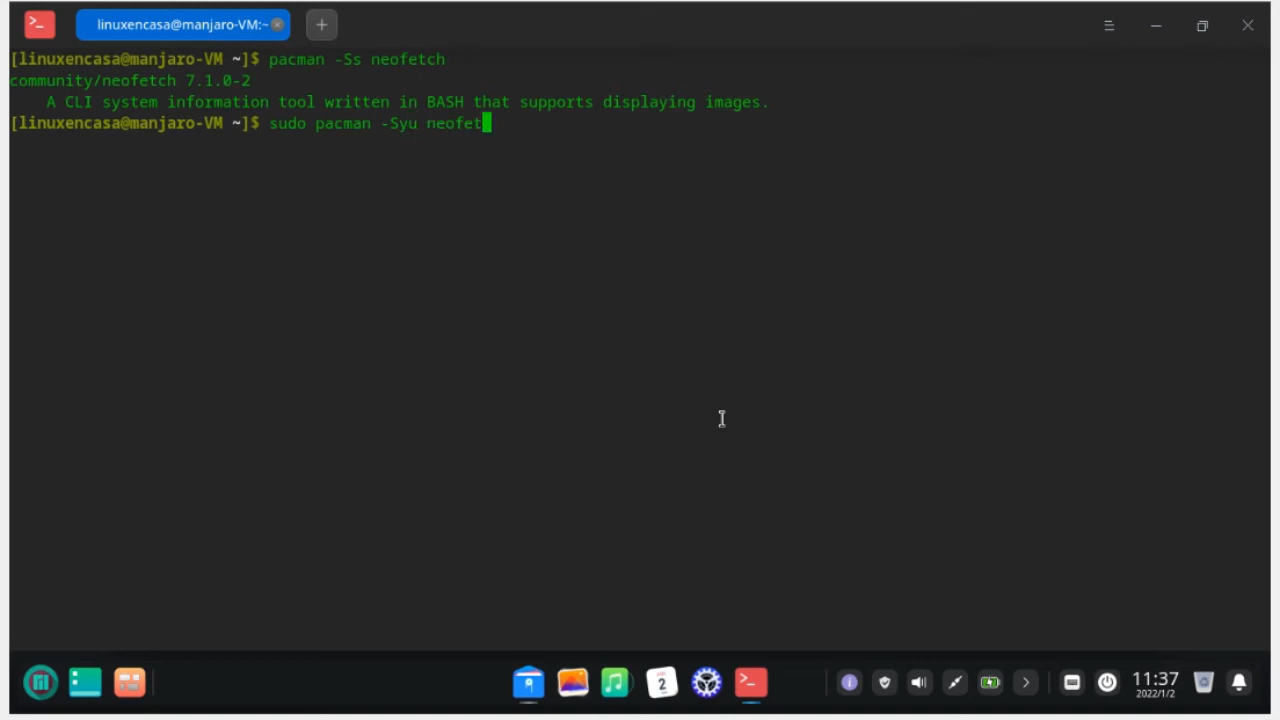 linuxencasa@manjaro-VM:~
[linuxencasa@manjaro-VM ~]$ pacman -Ss neofetch
community/neofetch 7.1.0-2
    A CLI system information tool written in BASH that supports displaying images.
[linuxencasa@manjaro-VM ~]$ sudo pacman -Syu neofet
2
11:37
2022/1/2